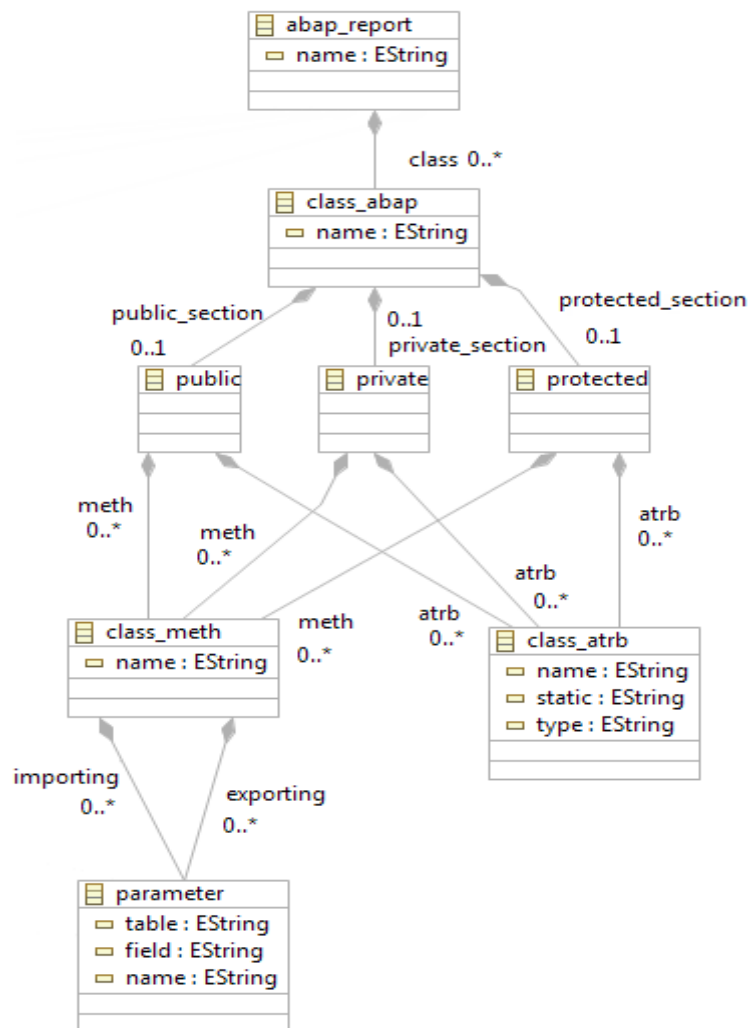 abap_report
name : EString
class 0..*
class_abap
name : EString
public_section
0..1
0..1
private_section
protected_section
0..1
public
private
protected
meth
0..*
meth
0..*
meth
0..*
atrb
0..*
atrb
0..*
atrb
0..*
class_meth
name : EString
class_atrb
name : EString
static : EString
type : EString
importing
0..*
exporting
0..*
parameter
table : EString
field : EString
name : EString